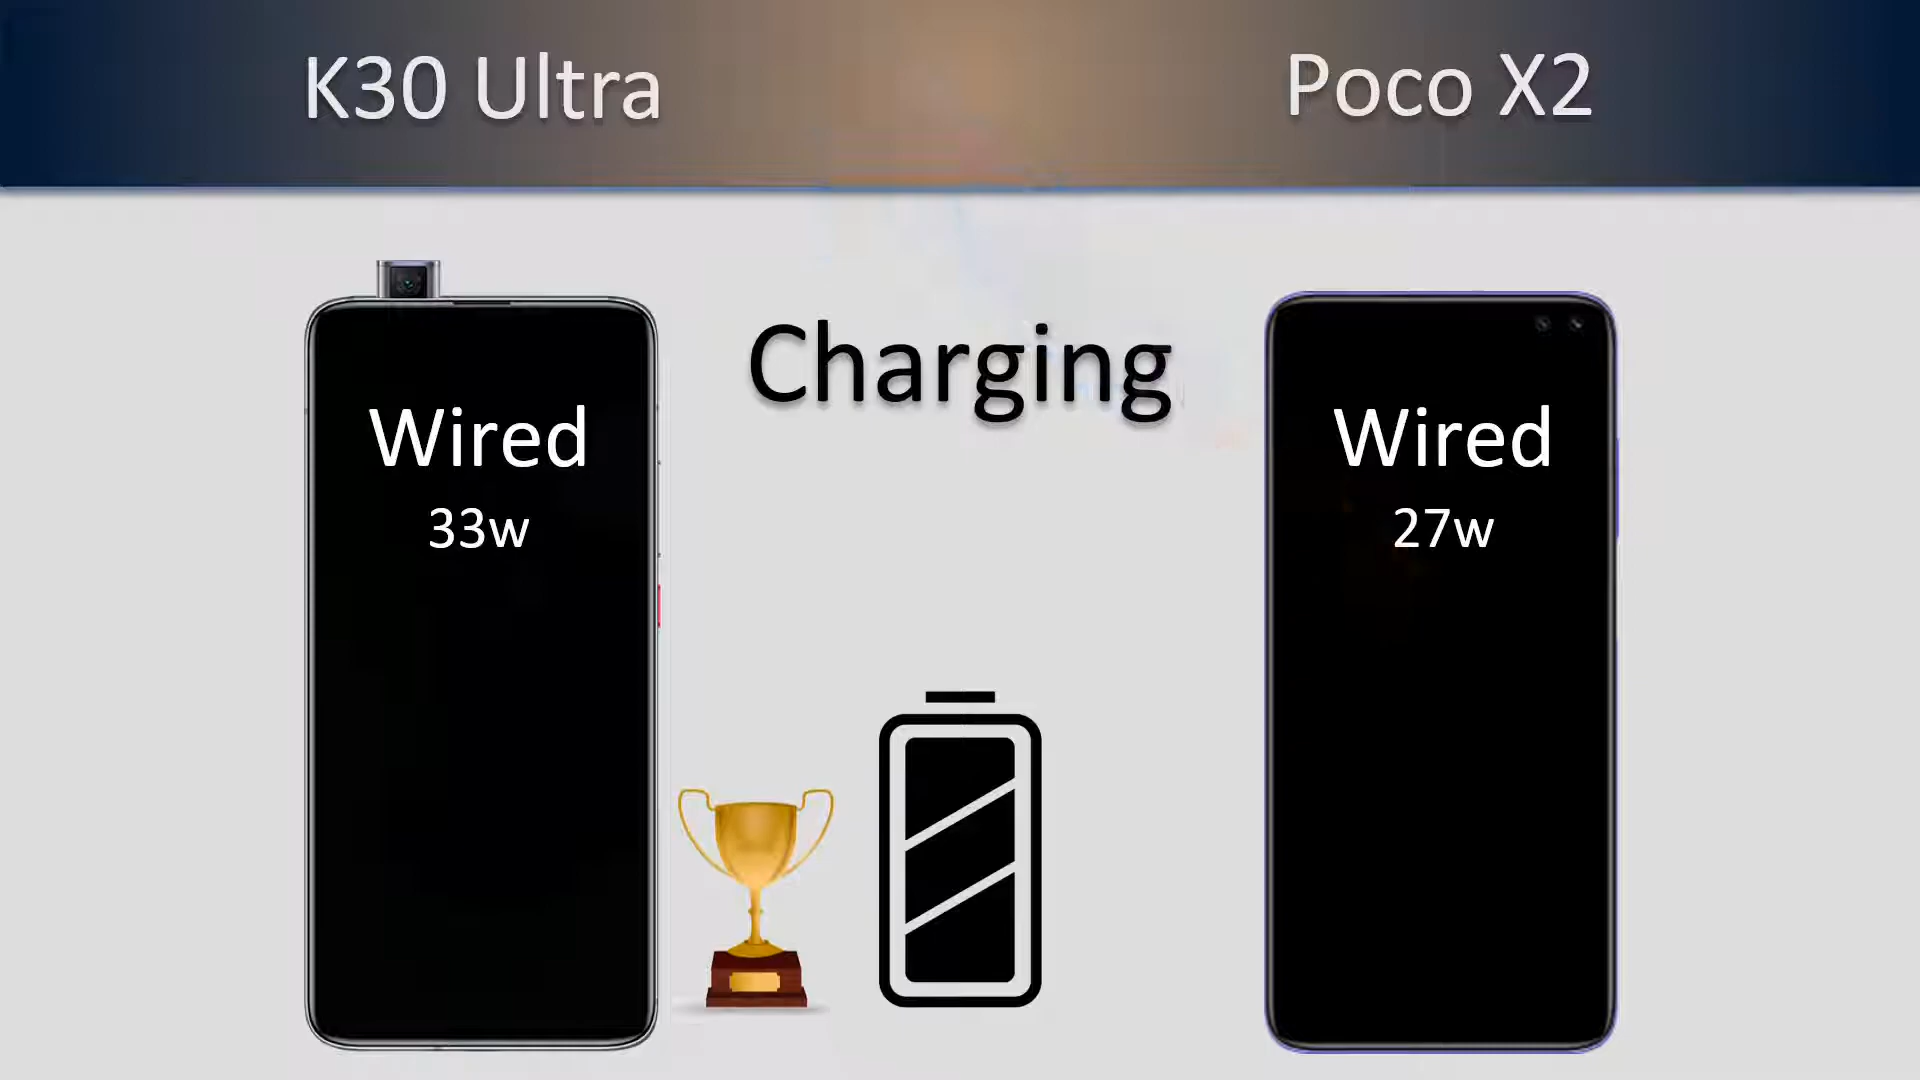 K30 Ultra
Poco X2
Charging
Wired
33w
Wired
27w